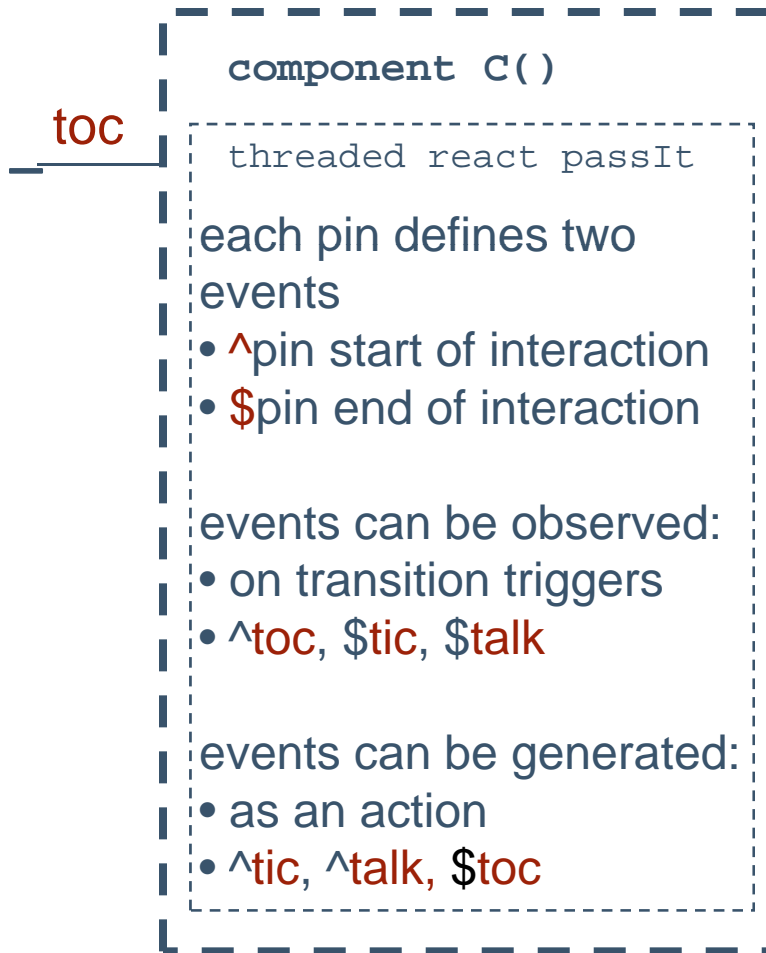 component C()
toc
threaded react passIt
each pin defines two
events
• ^pin start of interaction
• $pin end of interaction
events can be observed:
• on transition triggers
• ^toc, $tic, $talk
events can be generated:
• as an action
• ^tic, ^talk, $toc